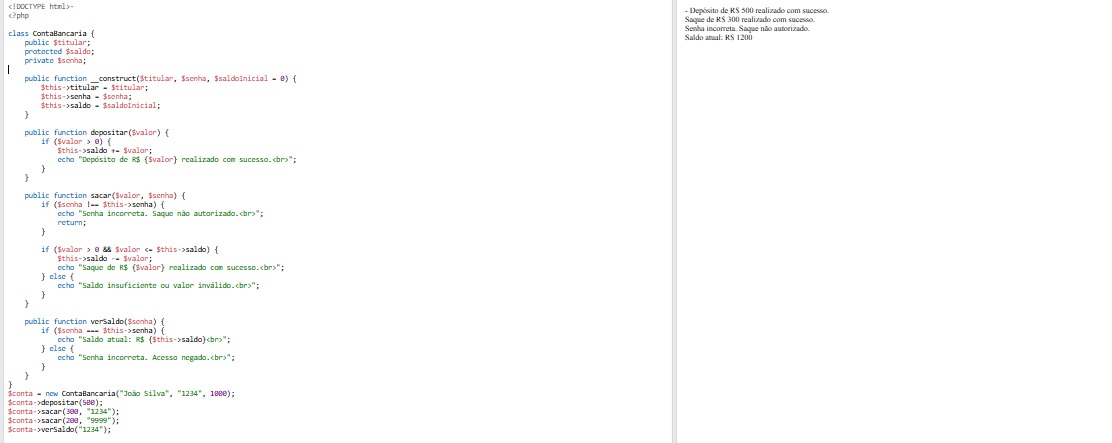 <!DOCTYPE html>-
<?php

class ContaBancaria {
    public $titular;
    protected $saldo;
    private $senha;

    public function __construct($titular, $senha, $saldoInicial = 0) {
        $this->titular = $titular;
        $this->senha = $senha;
        $this->saldo = $saldoInicial;
    }

    public function depositar($valor) {
        if ($valor > 0) {
            $this->saldo += $valor;
            echo "Depósito de R$ {$valor} realizado com sucesso.<br>";
        }
    }

    public function sacar($valor, $senha) {
        if ($senha !== $this->senha) {
            echo "Senha incorreta. Saque não autorizado.<br>";
            return;
        }

        if ($valor > 0 && $valor <= $this->saldo) {
            $this->saldo -= $valor;
            echo "Saque de R$ {$valor} realizado com sucesso.<br>";
        } else {
            echo "Saldo insuficiente ou valor inválido.<br>";
        }
    }

    public function verSaldo($senha) {
        if ($senha === $this->senha) {
            echo "Saldo atual: R$ {$this->saldo}<br>";
        } else {
            echo "Senha incorreta. Acesso negado.<br>";
        }
    }
}
$conta = new ContaBancaria("João Silva", "1234", 1000);
$conta->depositar(500);
$conta->sacar(300, "1234");
$conta->sacar(200, "9999");
$conta->verSaldo("1234");
- Depósito de R$ 500 realizado com sucesso.
Saque de R$ 300 realizado com sucesso.
Senha incorreta. Saque não autorizado.
Saldo atual: R$ 1200